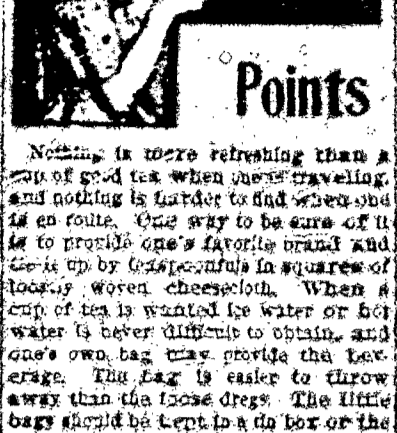 Points
Nothing is more refreshing than a
cup of good tea when one is traveling,
and nothing is harder to find when one
is en route. One way to be sure of it
is to provide one's favorite brand and
tie it up by teaspoonfuls in squares of
loosely woven cheesecloth. When a
cup of tea is wanted ice water or hot
water is never difficult to obtain, and
one's own bag may provide the bev-
erage. The bag is easier to throw
away than the loose dregs. The little
bags should be kept in a tin box or the